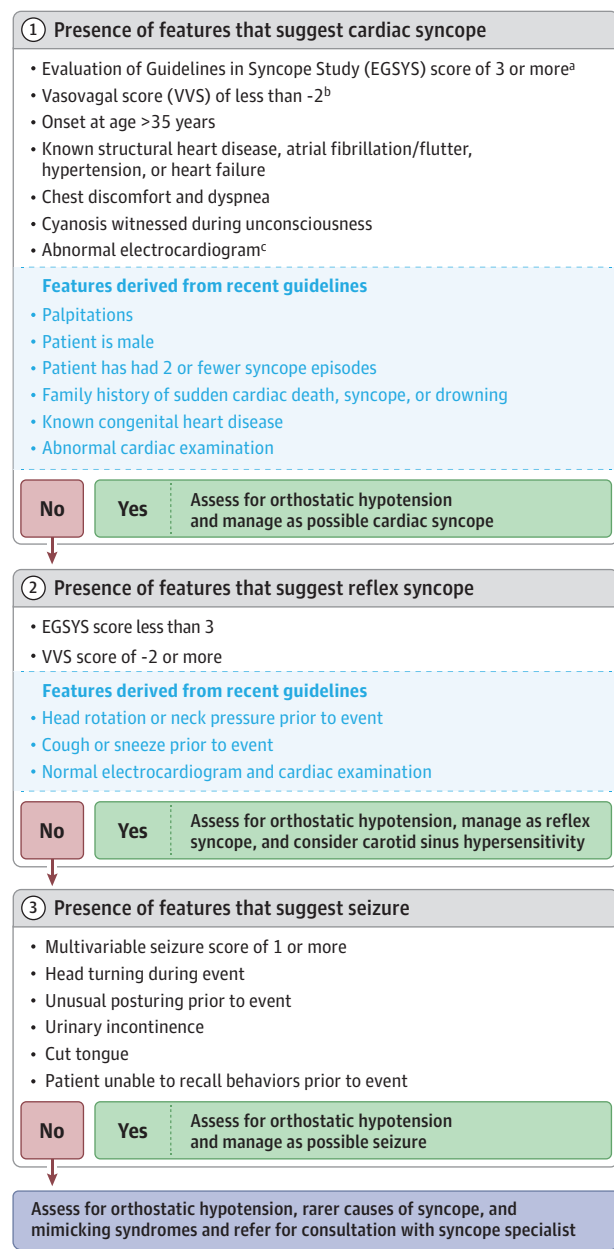 1 Presence of features that suggest cardiac syncope
• Evaluation of Guidelines in Syncope Study (EGSYS) score of 3 or moreᵃ
• Vasovagal score (VVS) of less than -2ᵇ
• Onset at age >35 years
• Known structural heart disease, atrial fibrillation/flutter,
hypertension, or heart failure
• Chest discomfort and dyspnea
• Cyanosis witnessed during unconsciousness
• Abnormal electrocardiogramᶜ
Features derived from recent guidelines
• Palpitations
• Patient is male
• Patient has had 2 or fewer syncope episodes
• Family history of sudden cardiac death, syncope, or drowning
• Known congenital heart disease
• Abnormal cardiac examination
No
Yes
Assess for orthostatic hypotension
and manage as possible cardiac syncope
2 Presence of features that suggest reflex syncope
• EGSYS score less than 3
• VVS score of -2 or more
Features derived from recent guidelines
• Head rotation or neck pressure prior to event
• Cough or sneeze prior to event
• Normal electrocardiogram and cardiac examination
No
Yes
Assess for orthostatic hypotension, manage as reflex
syncope, and consider carotid sinus hypersensitivity
3 Presence of features that suggest seizure
• Multivariable seizure score of 1 or more
• Head turning during event
• Unusual posturing prior to event
• Urinary incontinence
• Cut tongue
• Patient unable to recall behaviors prior to event
No
Yes
Assess for orthostatic hypotension
and manage as possible seizure
Assess for orthostatic hypotension, rarer causes of syncope, and
mimicking syndromes and refer for consultation with syncope specialist